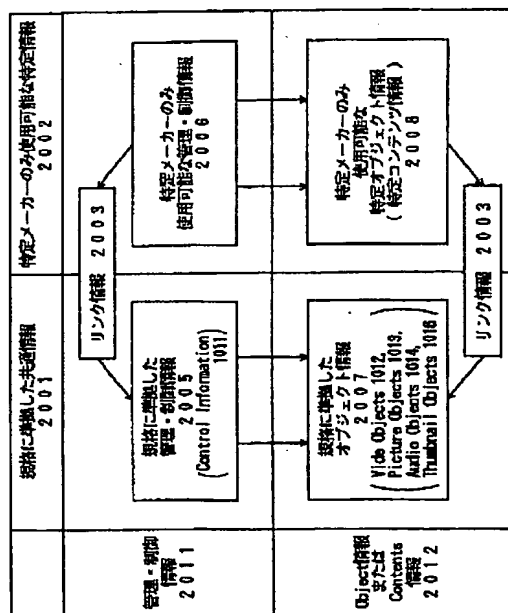 規格に準拠した共通情報
2001
特定メーカーのみ使用可能な特定情報
2002
管理・制御
情報
2011
規格に準拠した
管理・制御情報
2005
(Control Information)
1011
リンク情報 2003
特定メーカーのみ
使用可能な管理・制御情報
2006
Object情報
または
Contents
情報
2012
規格に準拠した
オブジェクト情報
2007
Vide Objects 1012,
Picture Objects 1013,
Audio Objects 1014,
Thumbnail Objects 1016
特定メーカーのみ
使用可能な
特定オブジェクト情報
(特定コンテンツ情報)
2008
リンク情報 2003